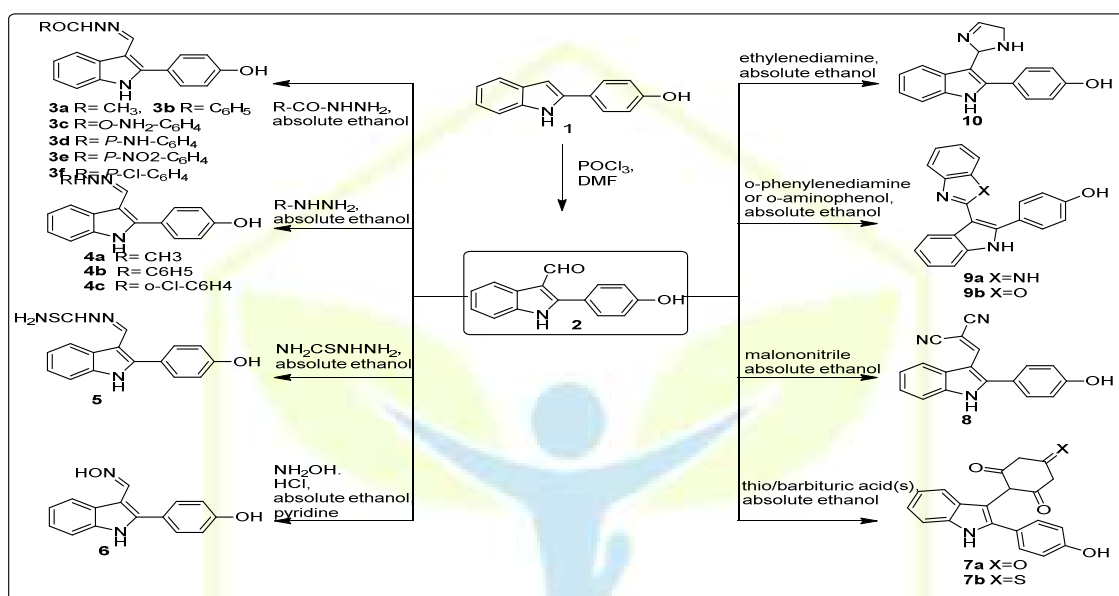 ROCHNN
OH
N
H
3a R= CH3, 3b R= C6H5
3c R= O-NH2-C6H4
3d R= P-NH-C6H4
3e R= P-NO2-C6H4
3f R= P-Cl-C6H4
R-CO-NHNH2,
absolute ethanol
RHNN
OH
N
H
4a R= CH3
4b R= C6H5
4c R= o-Cl-C6H4
R-NHNH2,
absolute ethanol
H2NSCHNN
OH
N
H
5
NH2CSNHNH2,
absolute ethanol
HON
OH
N
H
6
NH2OH.
HCl,
absolute ethanol,
pyridine
OH
N
H
1
POCl3,
DMF
CHO
OH
N
H
2
ethylenediamine,
absolute ethanol
N
NH
OH
N
H
10
o-phenylenediamine
or o-aminophenol,
absolute ethanol
N
X
OH
NH
9a X=NH
9b X=O
malononitrile
absolute ethanol
CN
NC
OH
NH
8
thio/barbituric acid(s),
absolute ethanol
X
O
O
N
H
OH
7a X=O
7b X=S